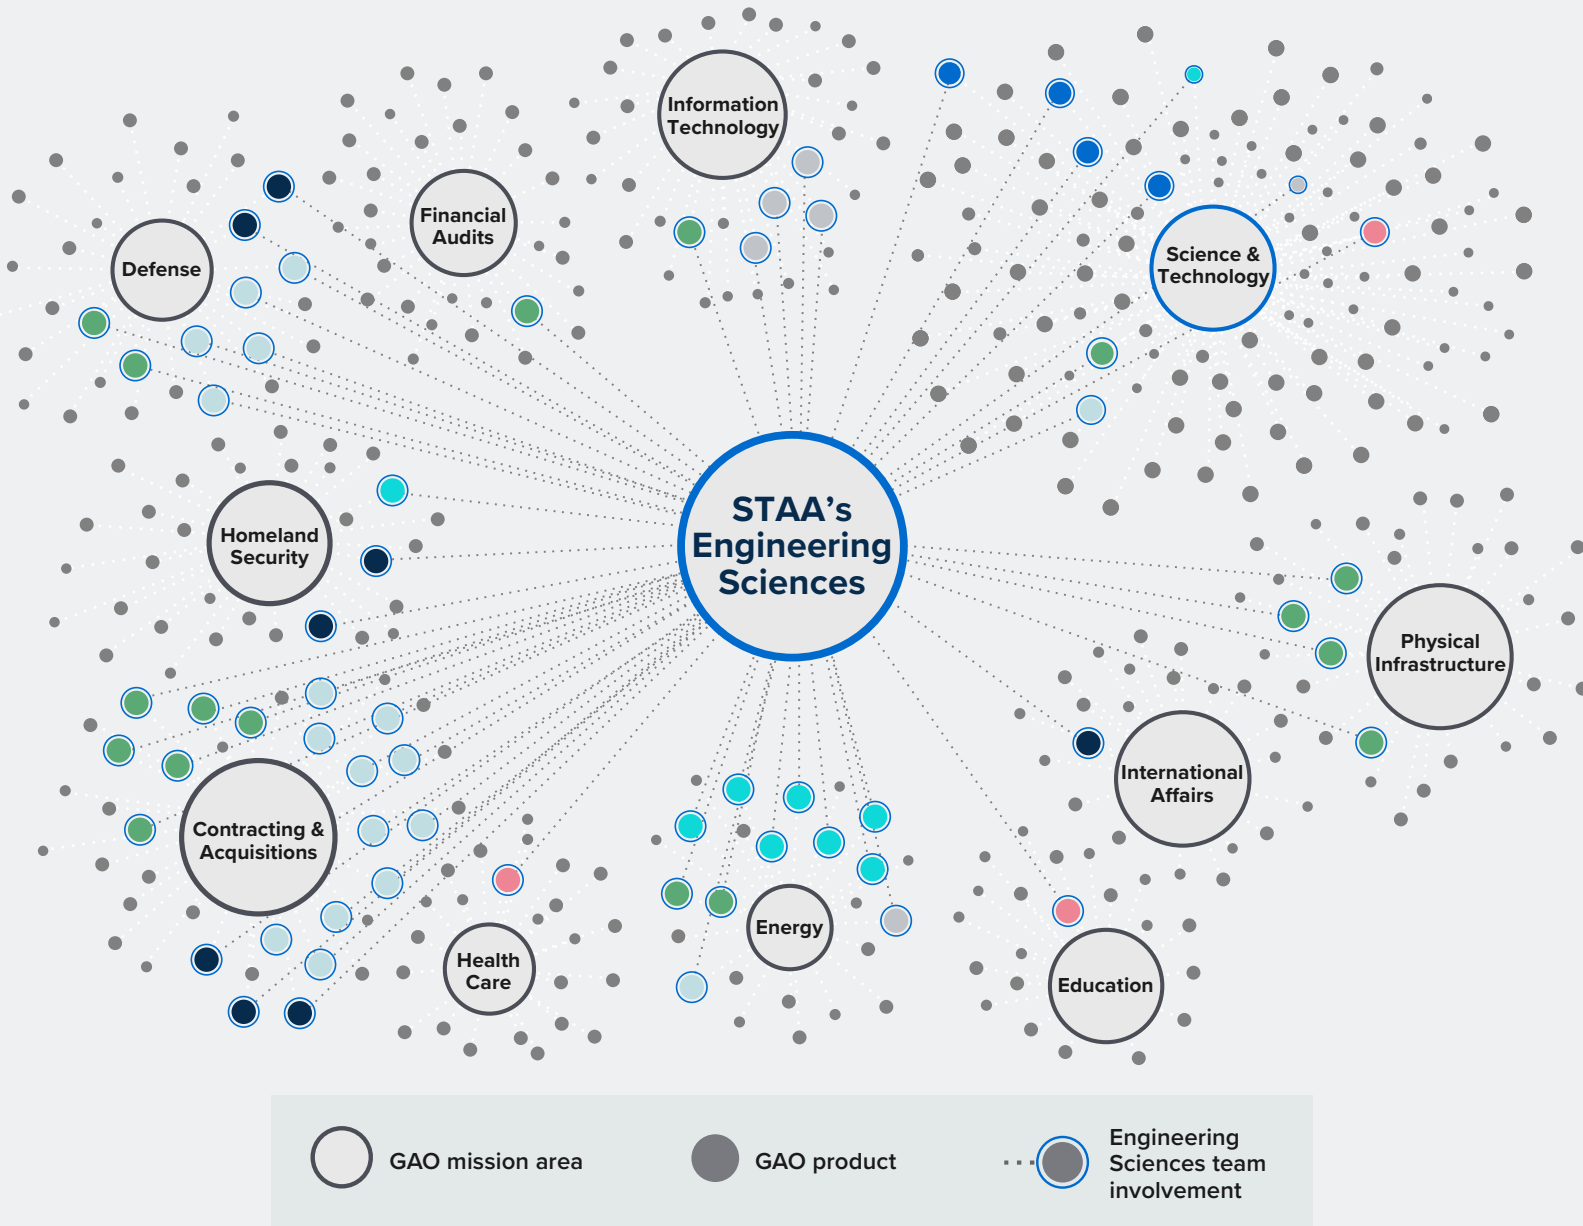 Information
Technology
Financial
Audits
Defense
Science &
Technology
STAA’s
Engineering
Sciences
Homeland
Security
Physical
Infrastructure
International
Affairs
Contracting &
Acquisitions
Energy
Health
Care
Education
GAO mission area
GAO product
Engineering
Sciences team
involvement